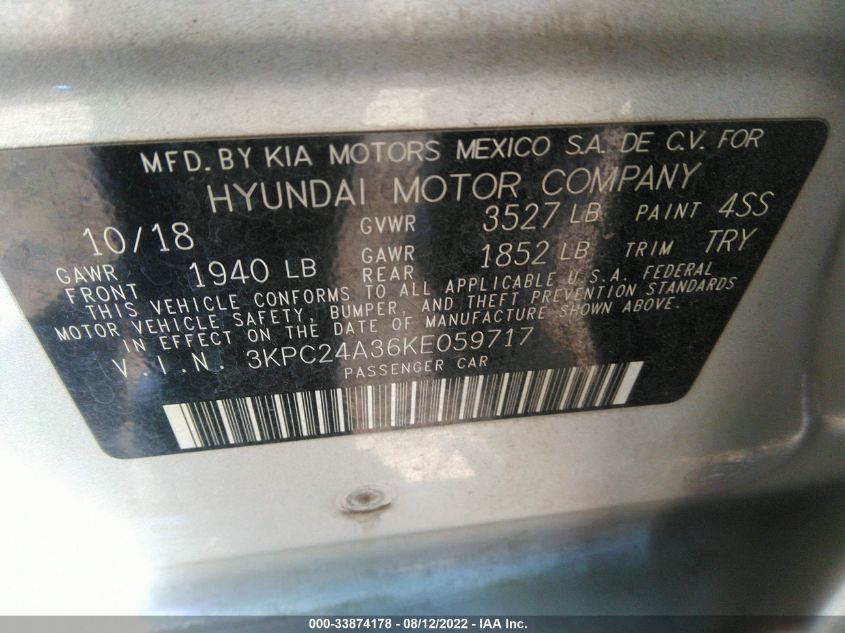 MFD. BY KIA MOTORS MEXICO S.A. DE C.V. FOR
HYUNDAI MOTOR COMPANY
10/18 GVWR 3527 LB PAINT 4SS
GAWR FRONT 1940 LB GAWR REAR 1852 LB TRIM TRY
THIS VEHICLE CONFORMS TO ALL APPLICABLE U.S.A. FEDERAL
MOTOR VEHICLE SAFETY, BUMPER, AND THEFT PREVENTION STANDARDS
IN EFFECT ON THE DATE OF MANUFACTURE SHOWN ABOVE.
V.I.N. 3KPC24A36KE059717
PASSENGER CAR
000-33874178 - 08/12/2022 - IAA Inc.